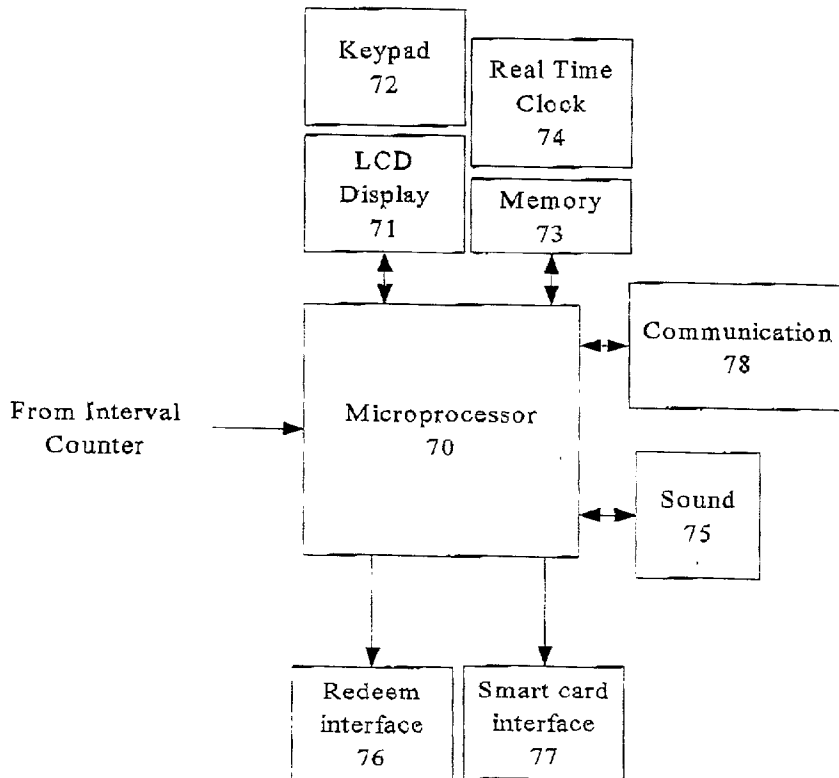 Keypad
72
Real Time
Clock
74
LCD
Display
71
Memory
73
Communication
78
From Interval
Counter
Microprocessor
70
Sound
75
Redeem
interface
76
Smart card
interface
77